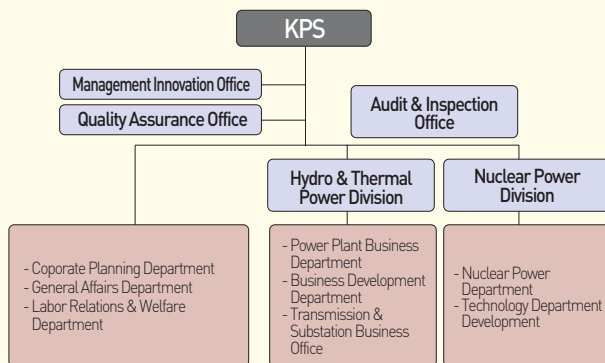 KPS
Management Innovation Office
Quality Assurance Office
Audit & Inspection
Office
Hydro & Thermal
Power Division
Nuclear Power
Division
- Coporate Planning Department
- General Affairs Department
- Labor Relations & Welfare
Department
- Power Plant Business
Department
- Business Development
Department
- Transmission &
Substation Business
Office
- Nuclear Power
Department
- Technology Department
Development